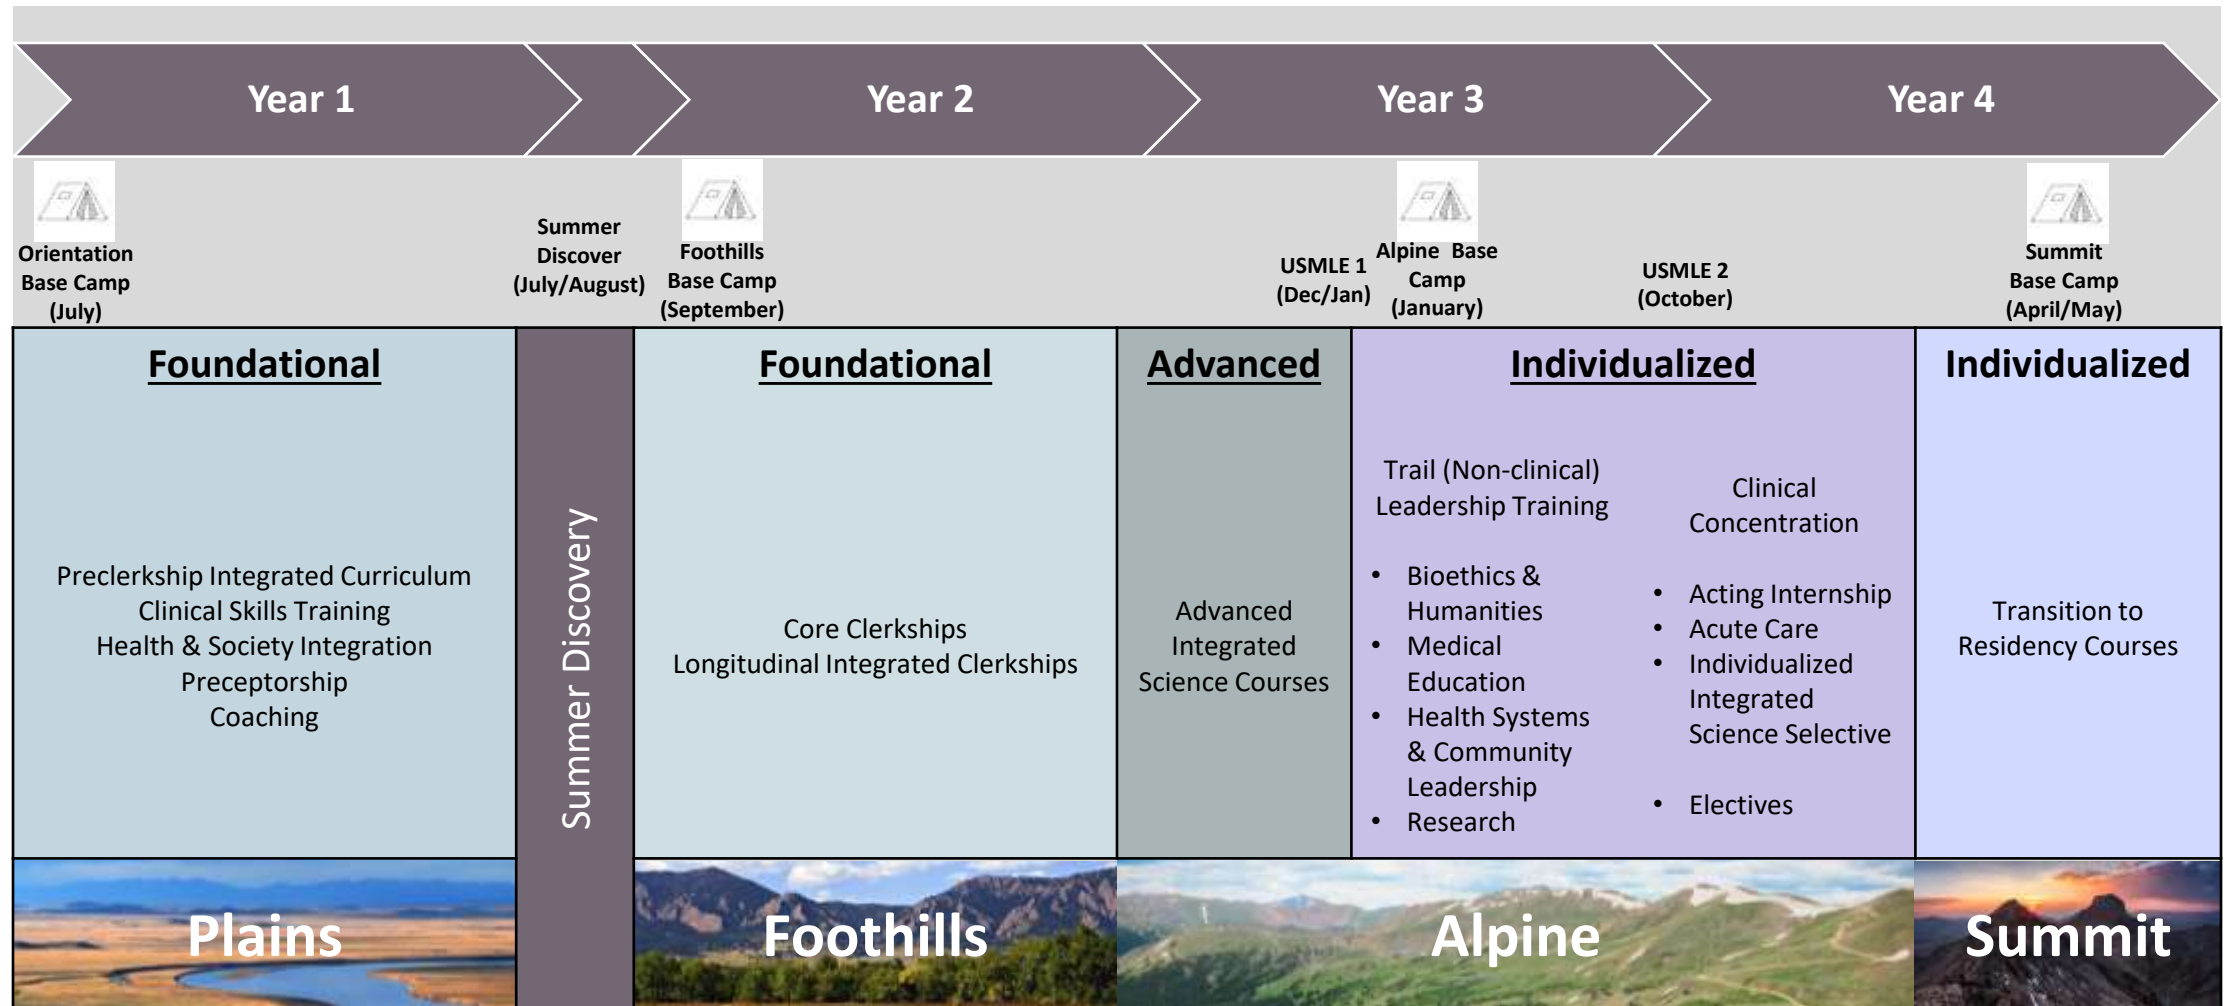 Year 1
Year 2
Year 3
Year 4
Orientation
Base Camp
(July)
Summer
Discover
(July/August)
Foothills
Base Camp
(September)
USMLE 1
(Dec/Jan)
Alpine Base
Camp
(January)
USMLE 2
(October)
Summit
Base Camp
(April/May)
Foundational
Preclerkship Integrated Curriculum
Clinical Skills Training
Health & Society Integration
Preceptorship
Coaching
Summer Discovery
Foundational
Core Clerkships
Longitudinal Integrated Clerkships
Advanced
Advanced
Integrated
Science Courses
Individualized
Trail (Non-clinical)
Leadership Training
• Bioethics &
Humanities
• Medical
Education
• Health Systems
& Community
Leadership
• Research
Clinical
Concentration
• Acting Internship
• Acute Care
• Individualized
Integrated
Science Selective
• Electives
Individualized
Transition to
Residency Courses
Plains
Foothills
Alpine
Summit